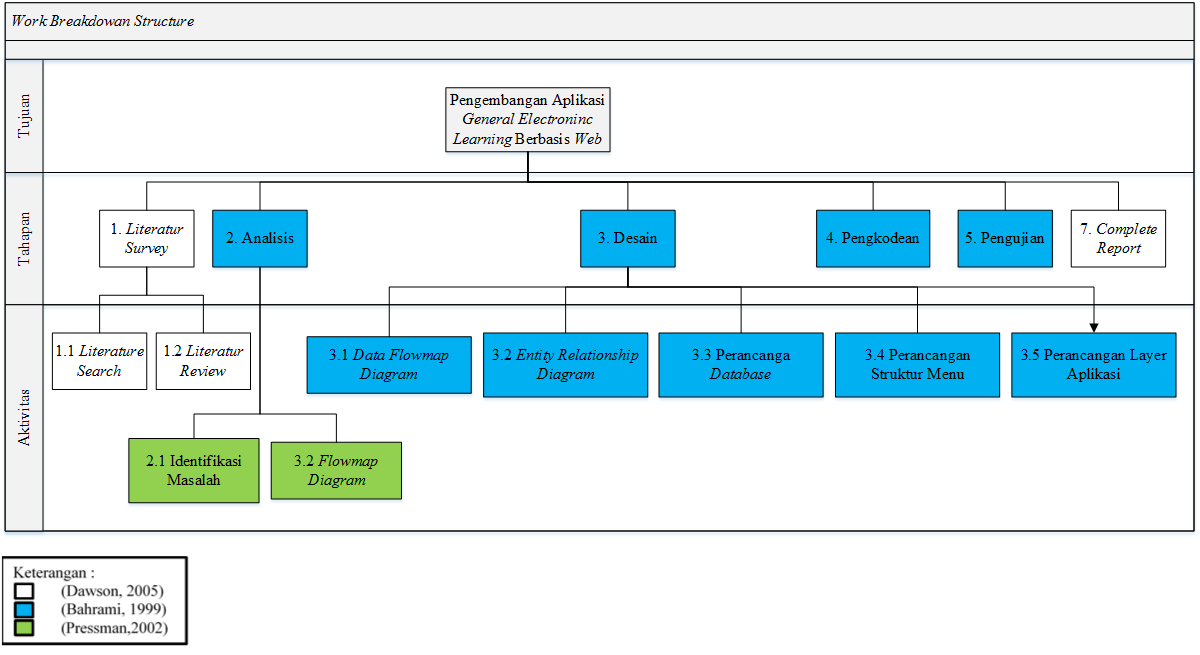 Work Breakdowan Structure
Tujuan
Pengembangan Aplikasi
General Electroninc
Learning Berbasis Web
Tahapan
1. Literatur
Survey
2. Analisis
3. Desain
4. Pengkodean
5. Pengujian
7. Complete
Report
Aktivitas
1.1 Literature
Search
1.2 Literatur
Review
3.1 Data Flowmap
Diagram
3.2 Entity Relationship
Diagram
3.3 Perancanga
Database
3.4 Perancangan
Struktur Menu
3.5 Perancangan Layer
Aplikasi
2.1 Identifikasi
Masalah
3.2 Flowmap
Diagram
Keterangan :
(Dawson, 2005)
(Bahrami, 1999)
(Pressman,2002)